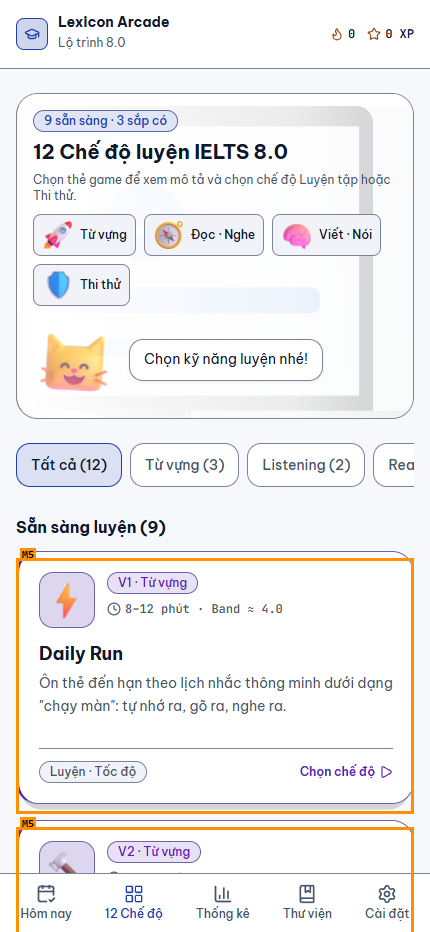 Lexicon Arcade
Lộ trình 8.0
0
0 XP
9 sẵn sàng · 3 sắp có
12 Chế độ luyện IELTS 8.0
Chọn thẻ game để xem mô tả và chọn chế độ Luyện tập hoặc
Thi thử.
Từ vựng
Đọc · Nghe
Viết · Nói
Thi thử
Chọn kỹ năng luyện nhé!
Tất cả (12)
Từ vựng (3)
Listening (2)
Rea
Sẵn sàng luyện (9)
M5
V1 · Từ vựng
8–12 phút · Band ≈ 4.0
Daily Run
Ôn thẻ đến hạn theo lịch nhắc thông minh dưới dạng
"chạy màn": tự nhớ ra, gõ ra, nghe ra.
Luyện · Tốc độ
Chọn chế độ
M5
V2 · Từ vựng
Hôm nay
12 Chế độ
Thống kê
Thư viện
Cài đặt